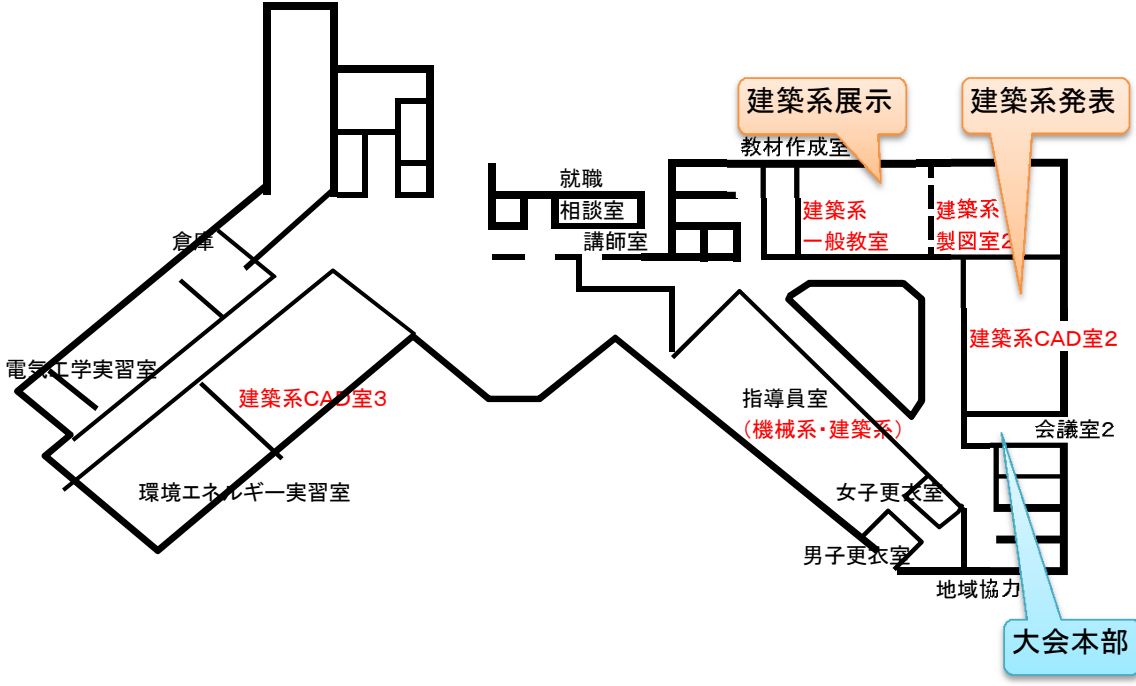 建築系展示
建築系発表
教材作成室
就職
相談室
講師室
建築系
一般教室
建築系
製図室2
倉庫
建築系CAD室2
電気工学実習室
建築系CAD室3
指導員室
（機械系・建築系）
会議室2
環境エネルギー実習室
女子更衣室
男子更衣室
地域協力
大会本部